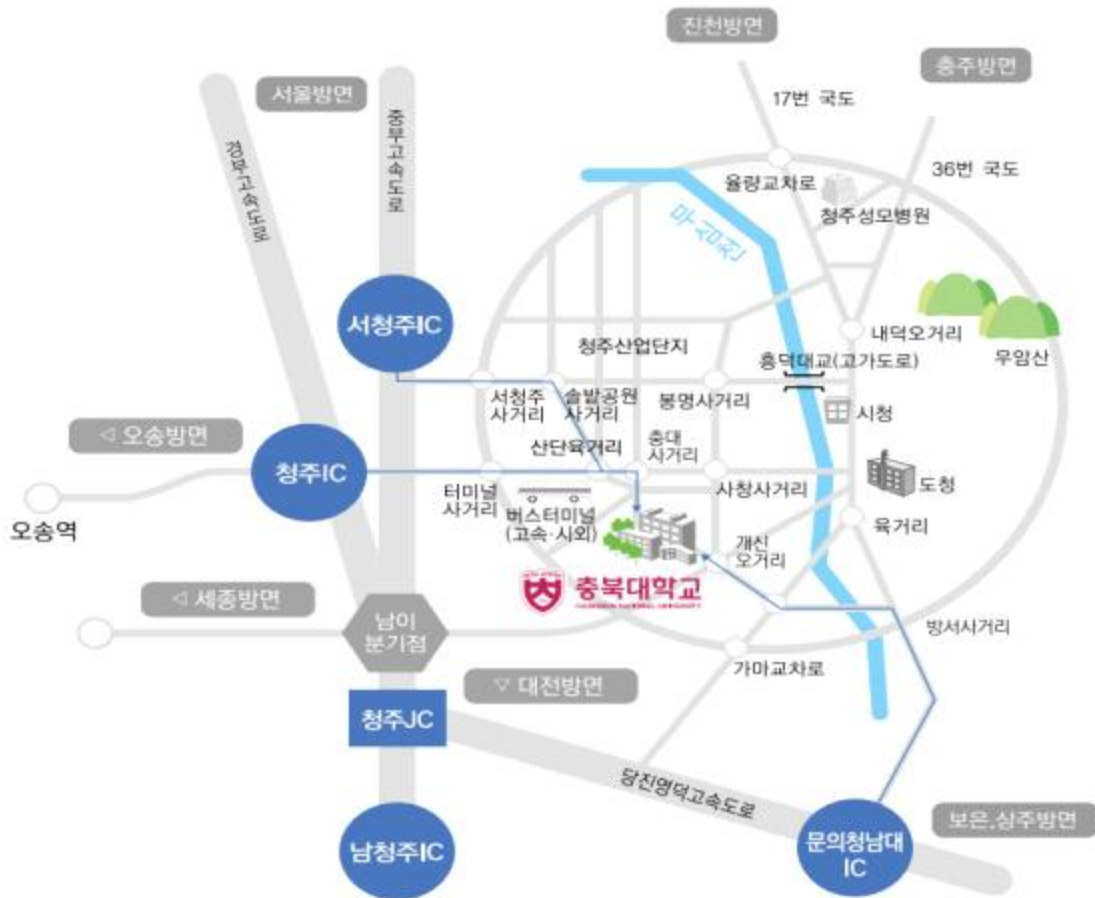 진천방면
충주방면
서울방면
17번 국도
중부고속도로
36번 국도
율량교차로
청주성모병원
서청주IC
내덕오거리
우암산
청주산업단지
흥덕대교(고가도로)
서청주
사거리
솔밭공원
사거리
봉명사거리
시청
◁ 오송방면
청주IC
산단육거리
충대
사거리
도청
터미널
사거리
버스터미널
(고속·시외)
사창사거리
육거리
오송역
개신
오거리
충북대학교
CHUNGBUK NATIONAL UNIVERSITY
◁ 세종방면
남이
분기점
방서사거리
가마교차로
▽ 대전방면
청주JC
당진영덕고속도로
보은,상주방면
남청주IC
문의청남대
IC